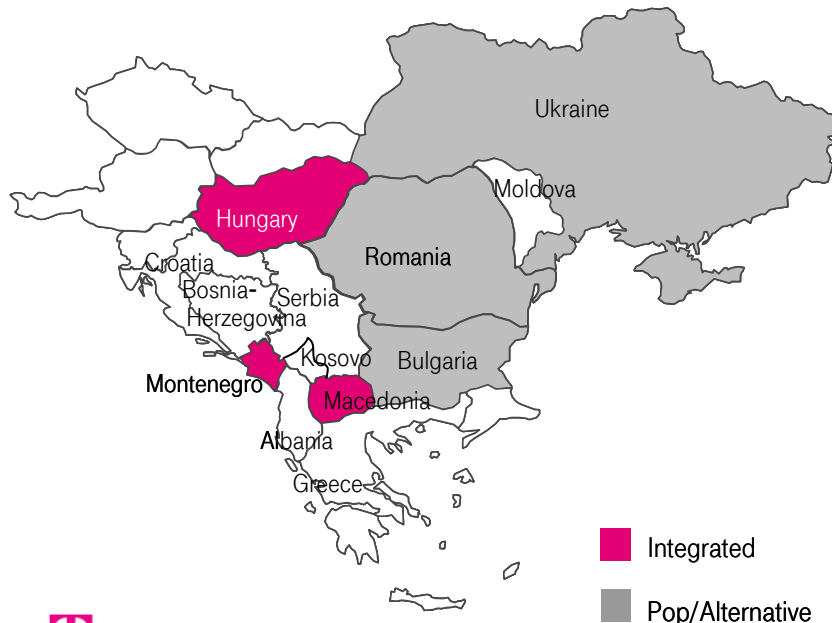 Ukraine
Moldova
Hungary
Romania
Croatia
Bosnia-
Herzegovina
Serbia
Kosovo
Bulgaria
Montenegro
Macedonia
Albania
Greece
Integrated
Pop/Alternative